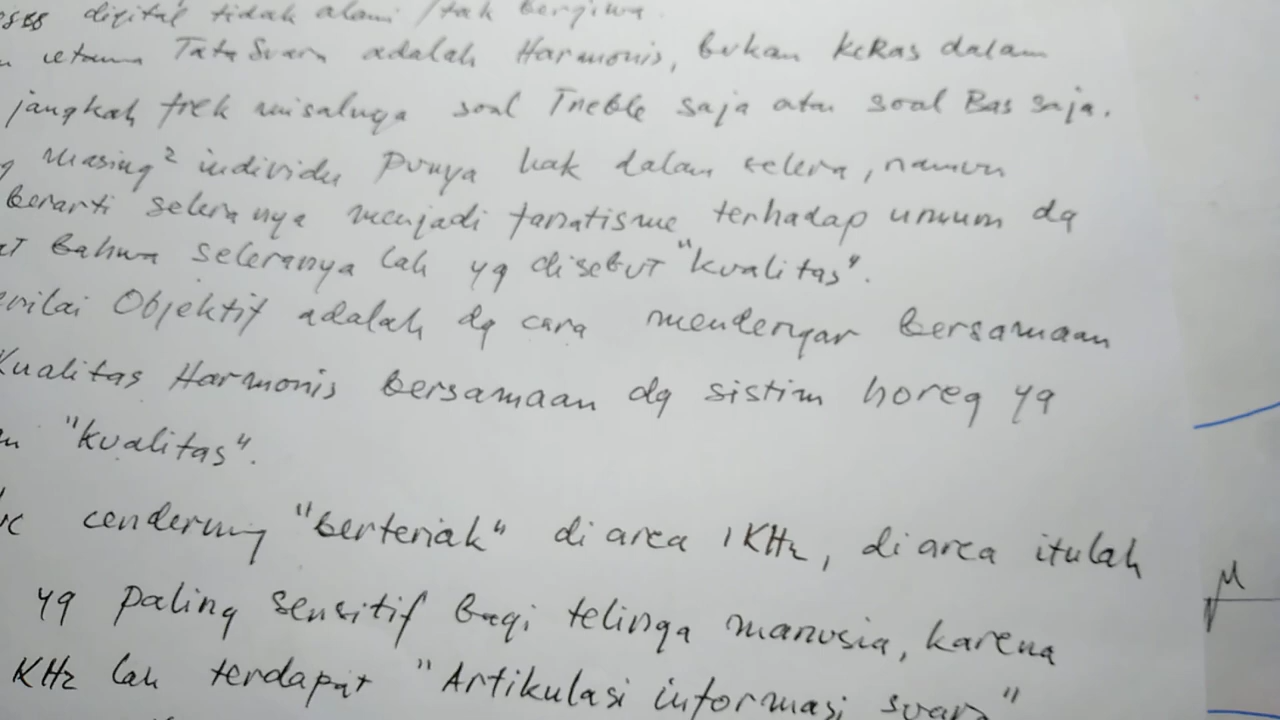 digital tidak alami / tak berjiwa.
utama Tata Suara adalah Harmonis, bukan keRas dalam
jangkah frek misalnya soal Treble saja atau soal Bas saja.
masing² individu punya hak dalam selera, namun
berarti seleranya menjadi fanatisme terhadap umum dg
bahwa seleranya lah yg disebut "kualitas".
Objektif adalah dg cara mendengar bersamaan
Kualitas Harmonis bersamaan dg sistim horeg yg
"kualitas".
cenderung "berteriak" di area 1 KHz, di area itulah
yg paling sensitif bagi telinga manusia, karena
KHz lah terdapat "Artikulasi informasi suara"